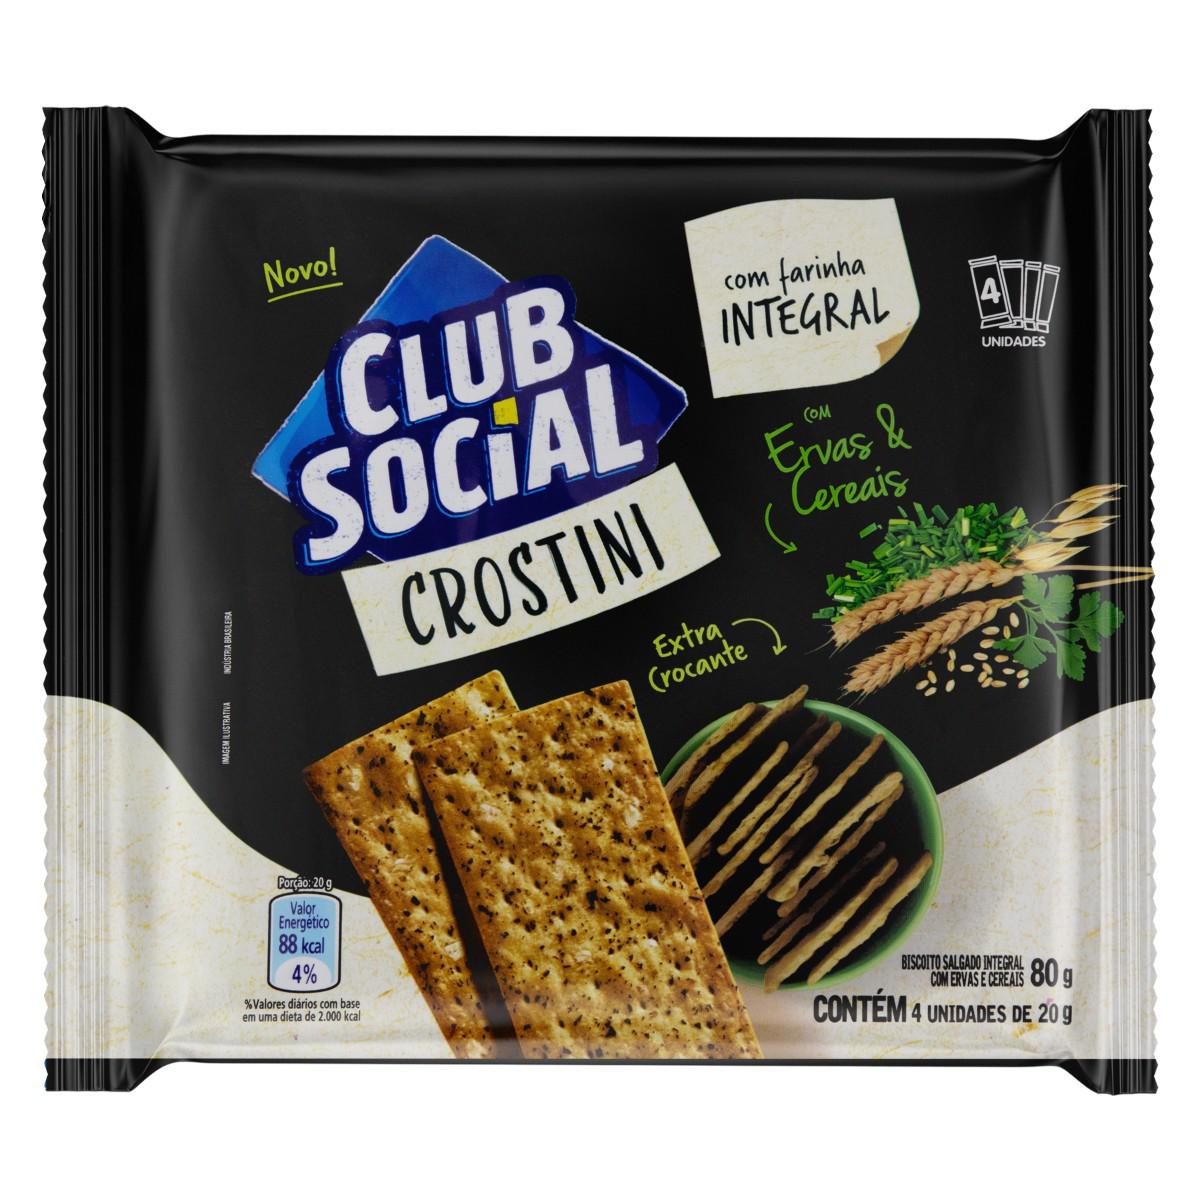 Novo!
CLUB
SOCiAL
CROSTINI
com farinha
INTEGRAL
4
UNIDADES
COM
Ervas &
Cereais
Extra
Crocante
INDÚSTRIA BRASILEIRA
IMAGEM ILUSTRATIVA
Porção: 20 g
Valor
Energético
88 kcal
4%
%Valores diários com base
em uma dieta de 2.000 kcal
BISCOITO SALGADO INTEGRAL
COM ERVAS E CEREAIS 80 g
CONTÉM 4 UNIDADES DE 20 g